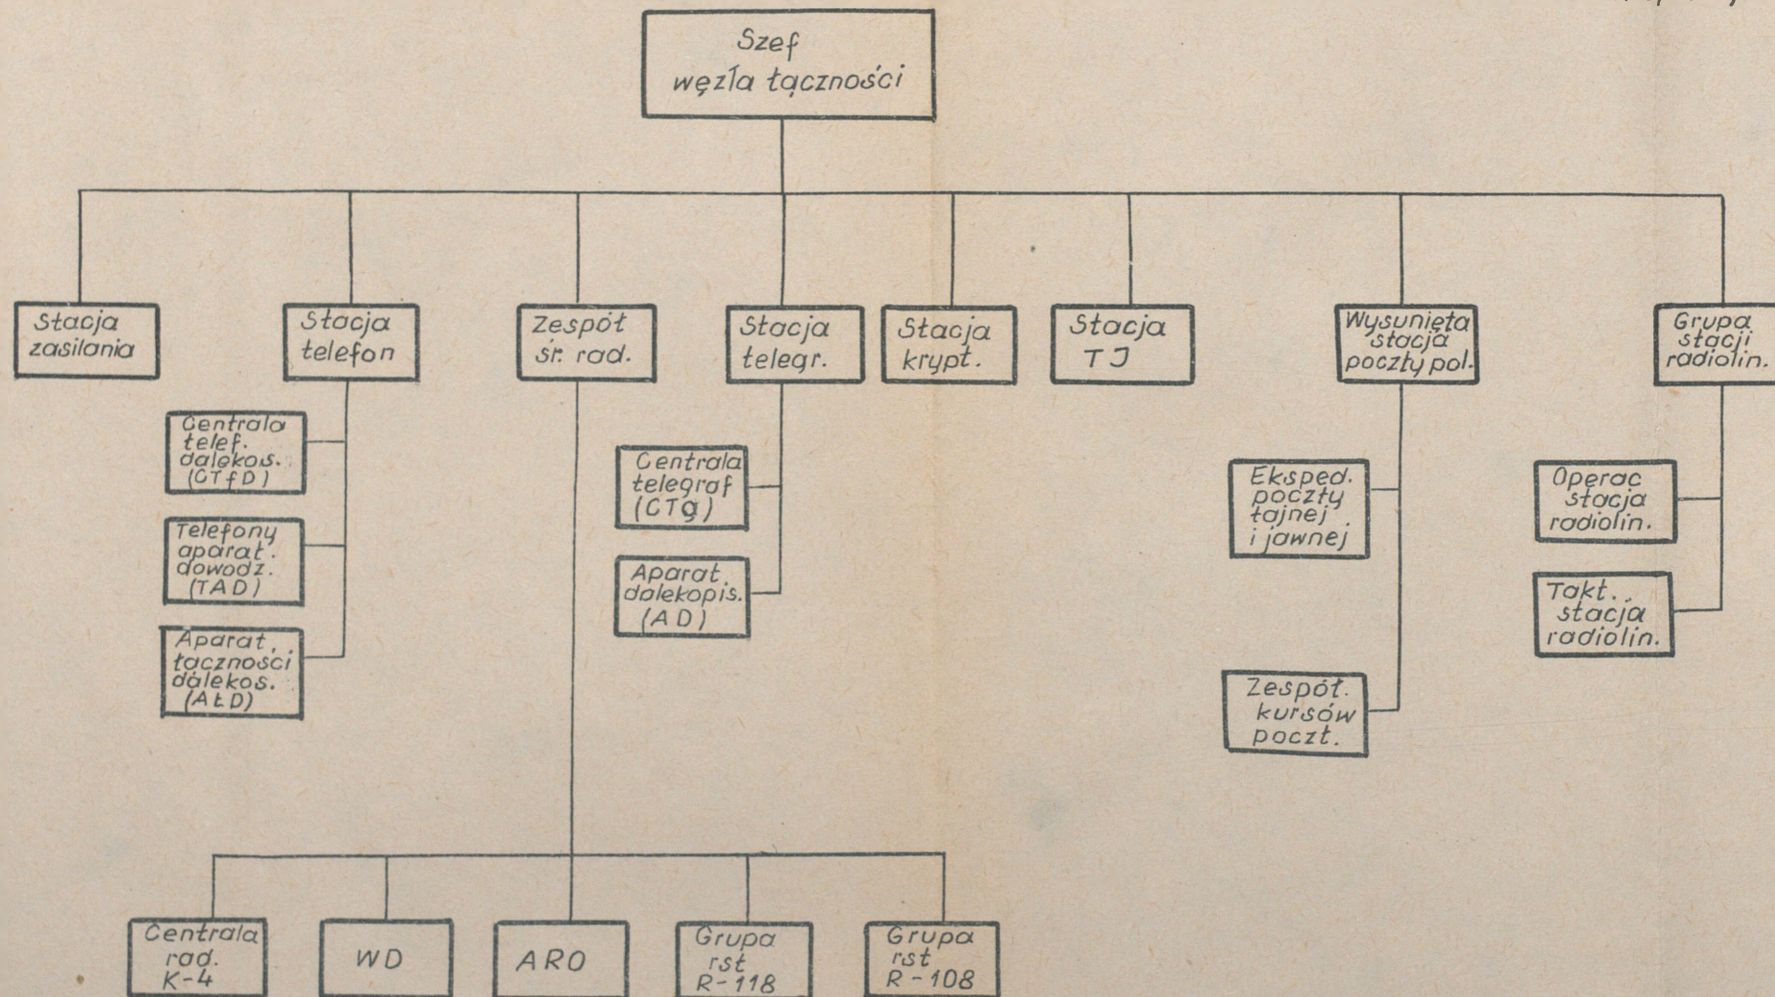 Szef
węzła łączności
Stacja
zasilania
Stacja
telefon
Zespół
śr. rad.
Stacja
telegr.
Stacja
krypt.
Stacja
TJ
Wysunięta
stacja
poczty pol.
Grupa
stacji
radiolin.
Centrala
telef.
dalekos.
(CTfD)
Telefony
aparat.
dowodz.
(TAD)
Aparat.
łączności
dalekos.
(AŁD)
Centrala
telegraf
(CTg)
Aparat.
dalekopis.
(AD)
Eksped.
poczty
tajnej
i jawnej
Zespół.
kursów
poczt.
Operac
stacja
radiolin.
Takt.
stacja
radiolin.
Centrala
rad.
K-4
WD
ARO
Grupa
rst
R-118
Grupa
rst
R-108